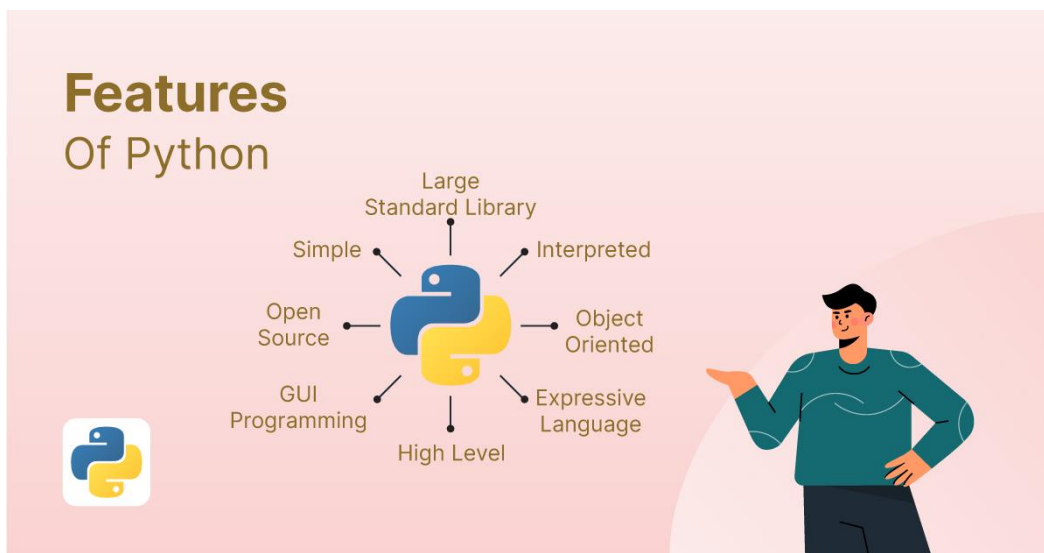 Features
Of Python
Large
Standard Library
Simple
Interpreted
Open
Source
Object
Oriented
GUI
Programming
Expressive
Language
High Level